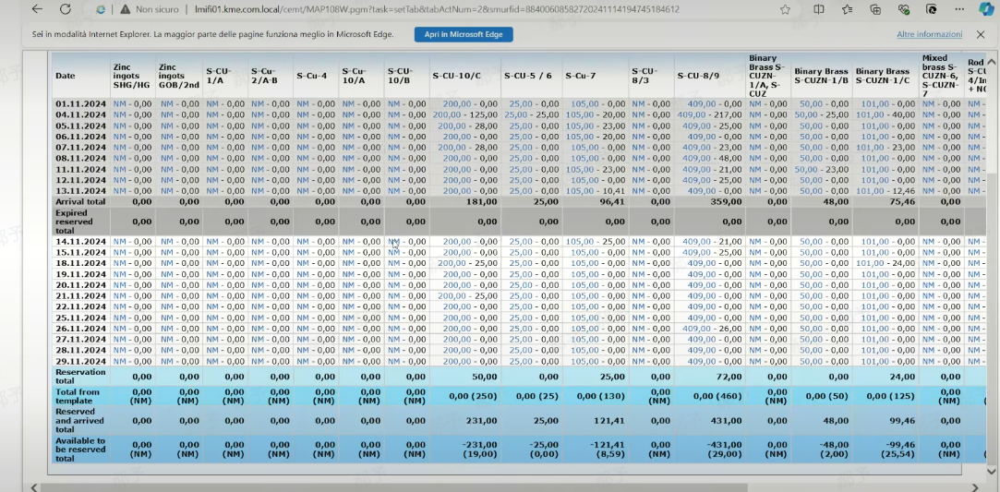 Non sicuro | lmifi01.kme.com.local/cemt/MAP108W.pgm?task=setTab&tabActNum=2&smurfid=88400608582720241114194745184612
Sei in modalità Internet Explorer. La maggior parte delle pagine funziona meglio in Microsoft Edge. Apri in Microsoft Edge Altre informazioni
Date Zinc ingots SHG/HG Zinc ingots GOB/2nd S-CU-1/A S-Cu-2/A-B S-Cu-4 S-Cu-10/A S-CU-10/B S-CU-10/C S-CU-5 / 6 S-Cu-7 S-CU-8/3 S-CU-8/9 Binary Brass S-CUZN-1/A, S-CUZ Binary Brass S-CUZN-1/B Binary Brass S-CUZN-1/C Mixed brass S-CUZN-6, S-CUZN-7 Rod
01.11.2024 NM - 0,00 NM - 0,00 NM - 0,00 NM - 0,00 NM - 0,00 NM - 0,00 NM - 0,00 200,00 - 0,00 25,00 - 0,00 105,00 - 0,00 NM - 0,00 409,00 - 0,00 NM - 0,00 50,00 - 0,00 101,00 - 0,00 NM - 0,00 NM -
04.11.2024 NM - 0,00 NM - 0,00 NM - 0,00 NM - 0,00 NM - 0,00 NM - 0,00 NM - 0,00 200,00 - 125,00 25,00 - 25,00 105,00 - 20,00 NM - 0,00 409,00 - 217,00 NM - 0,00 50,00 - 25,00 101,00 - 40,00 NM - 0,00 NM -
05.11.2024 NM - 0,00 NM - 0,00 NM - 0,00 NM - 0,00 NM - 0,00 NM - 0,00 NM - 0,00 200,00 - 28,00 25,00 - 0,00 105,00 - 23,00 NM - 0,00 409,00 - 25,00 NM - 0,00 50,00 - 0,00 101,00 - 0,00 NM - 0,00 NM -
06.11.2024 NM - 0,00 NM - 0,00 NM - 0,00 NM - 0,00 NM - 0,00 NM - 0,00 NM - 0,00 200,00 - 0,00 25,00 - 0,00 105,00 - 20,00 NM - 0,00 409,00 - 0,00 NM - 0,00 50,00 - 0,00 101,00 - 0,00 NM - 0,00 NM -
07.11.2024 NM - 0,00 NM - 0,00 NM - 0,00 NM - 0,00 NM - 0,00 NM - 0,00 NM - 0,00 200,00 - 28,00 25,00 - 0,00 105,00 - 0,00 NM - 0,00 409,00 - 23,00 NM - 0,00 50,00 - 0,00 101,00 - 23,00 NM - 0,00 NM -
08.11.2024 NM - 0,00 NM - 0,00 NM - 0,00 NM - 0,00 NM - 0,00 NM - 0,00 NM - 0,00 200,00 - 0,00 25,00 - 0,00 105,00 - 0,00 NM - 0,00 409,00 - 48,00 NM - 0,00 50,00 - 0,00 101,00 - 0,00 NM - 0,00 NM -
11.11.2024 NM - 0,00 NM - 0,00 NM - 0,00 NM - 0,00 NM - 0,00 NM - 0,00 NM - 0,00 200,00 - 0,00 25,00 - 0,00 105,00 - 23,00 NM - 0,00 409,00 - 21,00 NM - 0,00 50,00 - 23,00 101,00 - 0,00 NM - 0,00 NM -
12.11.2024 NM - 0,00 NM - 0,00 NM - 0,00 NM - 0,00 NM - 0,00 NM - 0,00 NM - 0,00 200,00 - 0,00 25,00 - 0,00 105,00 - 0,00 NM - 0,00 409,00 - 25,00 NM - 0,00 50,00 - 0,00 101,00 - 0,00 NM - 0,00 NM -
13.11.2024 NM - 0,00 NM - 0,00 NM - 0,00 NM - 0,00 NM - 0,00 NM - 0,00 NM - 0,00 200,00 - 0,00 25,00 - 0,00 105,00 - 10,41 NM - 0,00 409,00 - 0,00 NM - 0,00 50,00 - 0,00 101,00 - 12,46 NM - 0,00 NM -
Arrival total 0,00 0,00 0,00 0,00 0,00 0,00 0,00 181,00 25,00 96,41 0,00 359,00 0,00 48,00 75,46 0,00
Expired reserved total 0,00 0,00 0,00 0,00 0,00 0,00 0,00 0,00 0,00 0,00 0,00 0,00 0,00 0,00 0,00 0,00
14.11.2024 NM - 0,00 NM - 0,00 NM - 0,00 NM - 0,00 NM - 0,00 NM - 0,00 NM - 0,00 200,00 - 0,00 25,00 - 0,00 105,00 - 25,00 NM - 0,00 409,00 - 21,00 NM - 0,00 50,00 - 0,00 101,00 - 0,00 NM - 0,00 NM -
15.11.2024 NM - 0,00 NM - 0,00 NM - 0,00 NM - 0,00 NM - 0,00 NM - 0,00 NM - 0,00 200,00 - 0,00 25,00 - 0,00 105,00 - 0,00 NM - 0,00 409,00 - 25,00 NM - 0,00 50,00 - 0,00 101,00 - 0,00 NM - 0,00 NM -
18.11.2024 NM - 0,00 NM - 0,00 NM - 0,00 NM - 0,00 NM - 0,00 NM - 0,00 NM - 0,00 200,00 - 25,00 25,00 - 0,00 105,00 - 0,00 NM - 0,00 409,00 - 0,00 NM - 0,00 50,00 - 0,00 101,00 - 24,00 NM - 0,00 NM -
19.11.2024 NM - 0,00 NM - 0,00 NM - 0,00 NM - 0,00 NM - 0,00 NM - 0,00 NM - 0,00 200,00 - 0,00 25,00 - 0,00 105,00 - 0,00 NM - 0,00 409,00 - 0,00 NM - 0,00 50,00 - 0,00 101,00 - 0,00 NM - 0,00 NM -
20.11.2024 NM - 0,00 NM - 0,00 NM - 0,00 NM - 0,00 NM - 0,00 NM - 0,00 NM - 0,00 200,00 - 0,00 25,00 - 0,00 105,00 - 0,00 NM - 0,00 409,00 - 0,00 NM - 0,00 50,00 - 0,00 101,00 - 0,00 NM - 0,00 NM -
21.11.2024 NM - 0,00 NM - 0,00 NM - 0,00 NM - 0,00 NM - 0,00 NM - 0,00 NM - 0,00 200,00 - 25,00 25,00 - 0,00 105,00 - 0,00 NM - 0,00 409,00 - 0,00 NM - 0,00 50,00 - 0,00 101,00 - 0,00 NM - 0,00 NM -
22.11.2024 NM - 0,00 NM - 0,00 NM - 0,00 NM - 0,00 NM - 0,00 NM - 0,00 NM - 0,00 200,00 - 0,00 25,00 - 0,00 105,00 - 0,00 NM - 0,00 409,00 - 0,00 NM - 0,00 50,00 - 0,00 101,00 - 0,00 NM - 0,00 NM -
25.11.2024 NM - 0,00 NM - 0,00 NM - 0,00 NM - 0,00 NM - 0,00 NM - 0,00 NM - 0,00 200,00 - 0,00 25,00 - 0,00 105,00 - 0,00 NM - 0,00 409,00 - 0,00 NM - 0,00 50,00 - 0,00 101,00 - 0,00 NM - 0,00 NM -
26.11.2024 NM - 0,00 NM - 0,00 NM - 0,00 NM - 0,00 NM - 0,00 NM - 0,00 NM - 0,00 200,00 - 0,00 25,00 - 0,00 105,00 - 0,00 NM - 0,00 409,00 - 26,00 NM - 0,00 50,00 - 0,00 101,00 - 0,00 NM - 0,00 NM -
27.11.2024 NM - 0,00 NM - 0,00 NM - 0,00 NM - 0,00 NM - 0,00 NM - 0,00 NM - 0,00 200,00 - 0,00 25,00 - 0,00 105,00 - 0,00 NM - 0,00 409,00 - 0,00 NM - 0,00 50,00 - 0,00 101,00 - 0,00 NM - 0,00 NM -
28.11.2024 NM - 0,00 NM - 0,00 NM - 0,00 NM - 0,00 NM - 0,00 NM - 0,00 NM - 0,00 200,00 - 0,00 25,00 - 0,00 105,00 - 0,00 NM - 0,00 409,00 - 0,00 NM - 0,00 50,00 - 0,00 101,00 - 0,00 NM - 0,00 NM -
29.11.2024 NM - 0,00 NM - 0,00 NM - 0,00 NM - 0,00 NM - 0,00 NM - 0,00 NM - 0,00 200,00 - 0,00 25,00 - 0,00 105,00 - 0,00 NM - 0,00 409,00 - 0,00 NM - 0,00 50,00 - 0,00 101,00 - 0,00 NM - 0,00 NM -
Reservation total 0,00 0,00 0,00 0,00 0,00 0,00 0,00 50,00 0,00 25,00 0,00 72,00 0,00 0,00 24,00 0,00
Total from template 0,00 (NM) 0,00 (NM) 0,00 (NM) 0,00 (NM) 0,00 (NM) 0,00 (NM) 0,00 (NM) 0,00 (250) 0,00 (25) 0,00 (130) 0,00 (NM) 0,00 (460) 0,00 (NM) 0,00 (50) 0,00 (125) 0,00 (NM)
Reserved and arrived total 0,00 0,00 0,00 0,00 0,00 0,00 0,00 231,00 25,00 121,41 0,00 431,00 0,00 48,00 99,46 0,00
Available to be reserved total 0,00 (NM) 0,00 (NM) 0,00 (NM) 0,00 (NM) 0,00 (NM) 0,00 (NM) 0,00 (NM) -231,00 (19,00) -25,00 (0,00) -121,41 (8,59) 0,00 (NM) -431,00 (29,00) 0,00 (NM) -48,00 (2,00) -99,46 (25,54) 0,00 (NM)